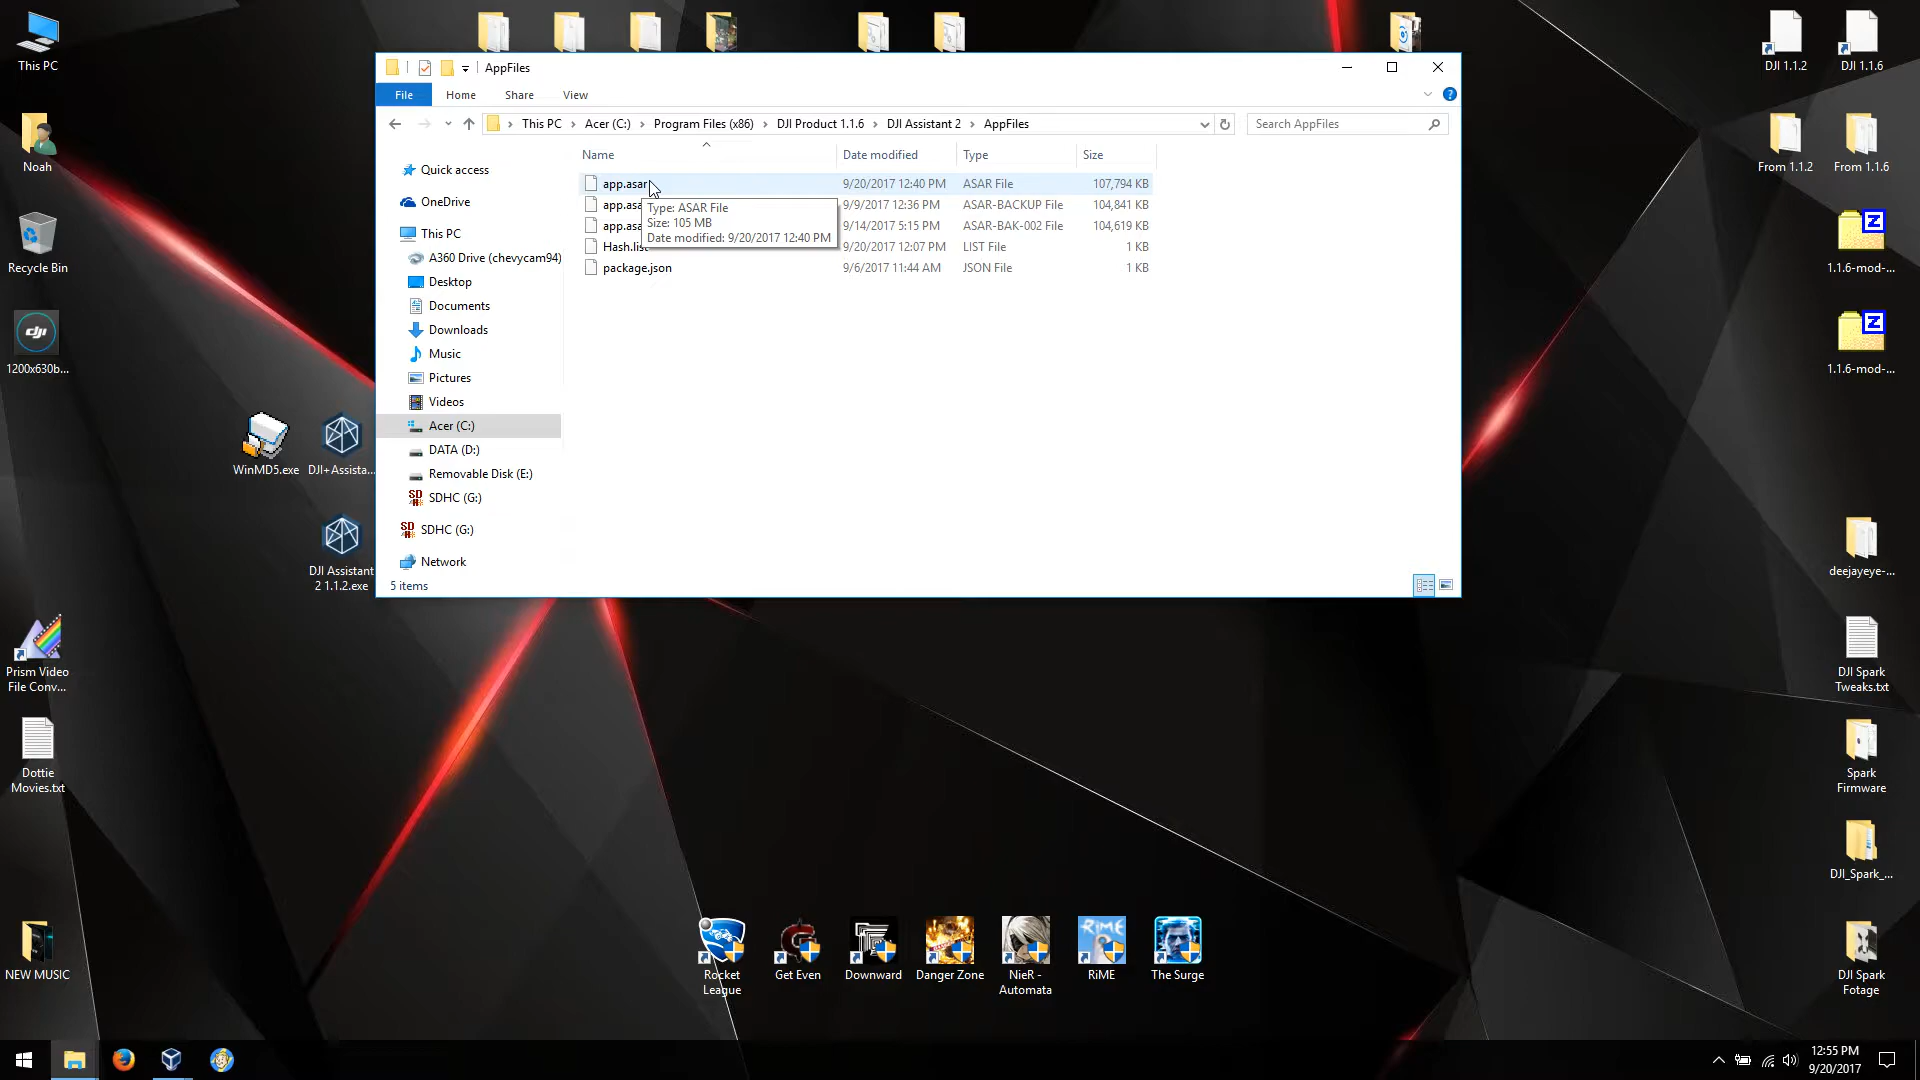 This PC
Noah
Recycle Bin
1200x630b...
WinMD5.exe
DJI+Assista...
DJI Assistant
2 1.1.2.exe
Prism Video
File Conv...
Dottie
Movies.txt
NEW MUSIC
AppFiles
File
Home
Share
View
This PC
Acer (C:)
Program Files (x86)
DJI Product 1.1.6
DJI Assistant 2
AppFiles
Search AppFiles
Name
Date modified
Type
Size
app.asar
9/20/2017 12:40 PM
ASAR File
107,794 KB
app.asa
9/9/2017 12:36 PM
ASAR-BACKUP File
104,841 KB
app.asa
9/14/2017 5:15 PM
ASAR-BAK-002 File
104,619 KB
Hash.list
9/20/2017 12:07 PM
LIST File
1 KB
package.json
9/6/2017 11:44 AM
JSON File
1 KB
Type: ASAR File
Size: 105 MB
Date modified: 9/20/2017 12:40 PM
Quick access
OneDrive
This PC
A360 Drive (chevycam94)
Desktop
Documents
Downloads
Music
Pictures
Videos
Acer (C:)
DATA (D:)
Removable Disk (E:)
SDHC (G:)
SDHC (G:)
Network
5 items
DJI 1.1.2
DJI 1.1.6
From 1.1.2
From 1.1.6
1.1.6-mod-...
1.1.6-mod-...
deejayeye-...
DJI Spark
Tweaks.txt
Spark
Firmware
DJI_Spark_...
DJI Spark
Fotage
Rocket
League
Get Even
Downward
Danger Zone
NieR -
Automata
RiME
The Surge
12:55 PM
9/20/2017